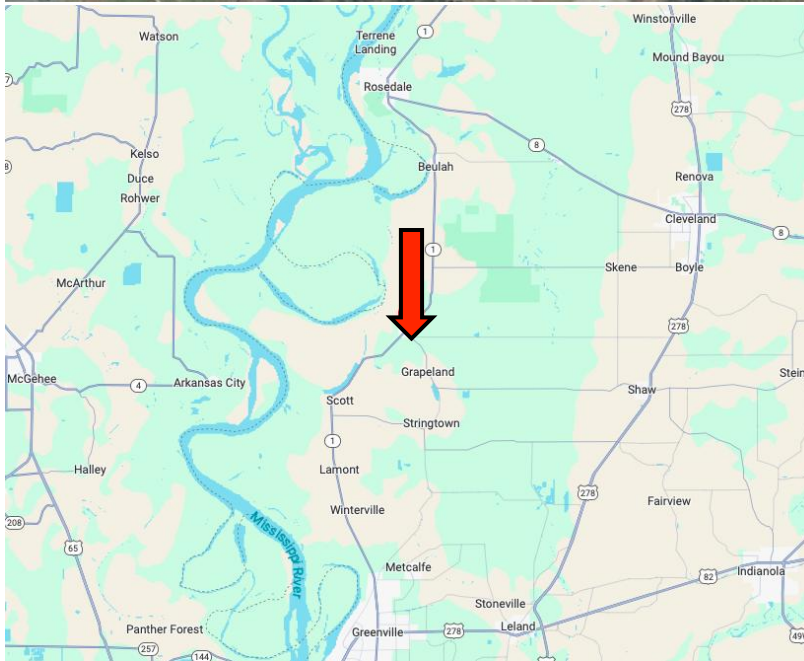 Winstonville
Watson
Terrene
Landing
1
Mound Bayou
Rosedale
278
8
Kelso
Duce
Rohwer
Beulah
Renova
Cleveland
8
1
Skene
Boyle
McArthur
278
McGehee
4
Arkansas City
Grapeland
Stein
Shaw
Scott
Stringtown
1
Lamont
Halley
278
Fairview
208
Winterville
Mississippi River
65
Metcalfe
82
Indianola
Stoneville
Panther Forest
Greenville
278
Leland
257
144